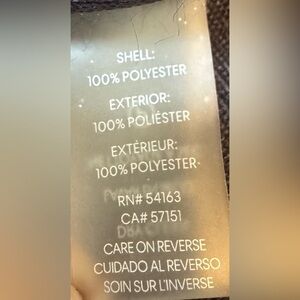 SHELL:
100% POLYESTER
EXTERIOR:
100% POLIÉSTER
EXTÉRIEUR:
100% POLYESTER
RN# 54163
CA# 57151
CARE ON REVERSE
CUIDADO AL REVERSO
SOIN SUR L'INVERSE